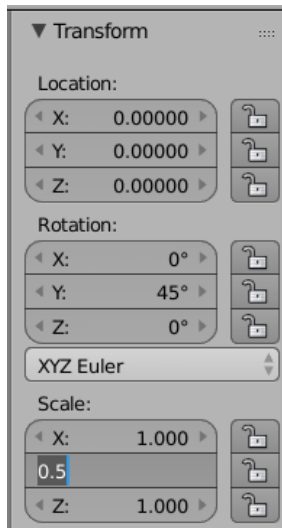 Transform
Location:
X: 0.00000
Y: 0.00000
Z: 0.00000
Rotation:
X: 0°
Y: 45°
Z: 0°
XYZ Euler
Scale:
X: 1.000
0.5
Z: 1.000